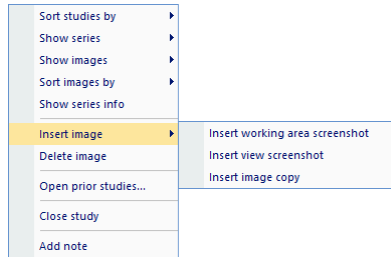 Sort studies by
Show series
Show images
Sort images by
Show series info
Insert image
Delete image
Open prior studies...
Close study
Add note
Insert working area screenshot
Insert view screenshot
Insert image copy